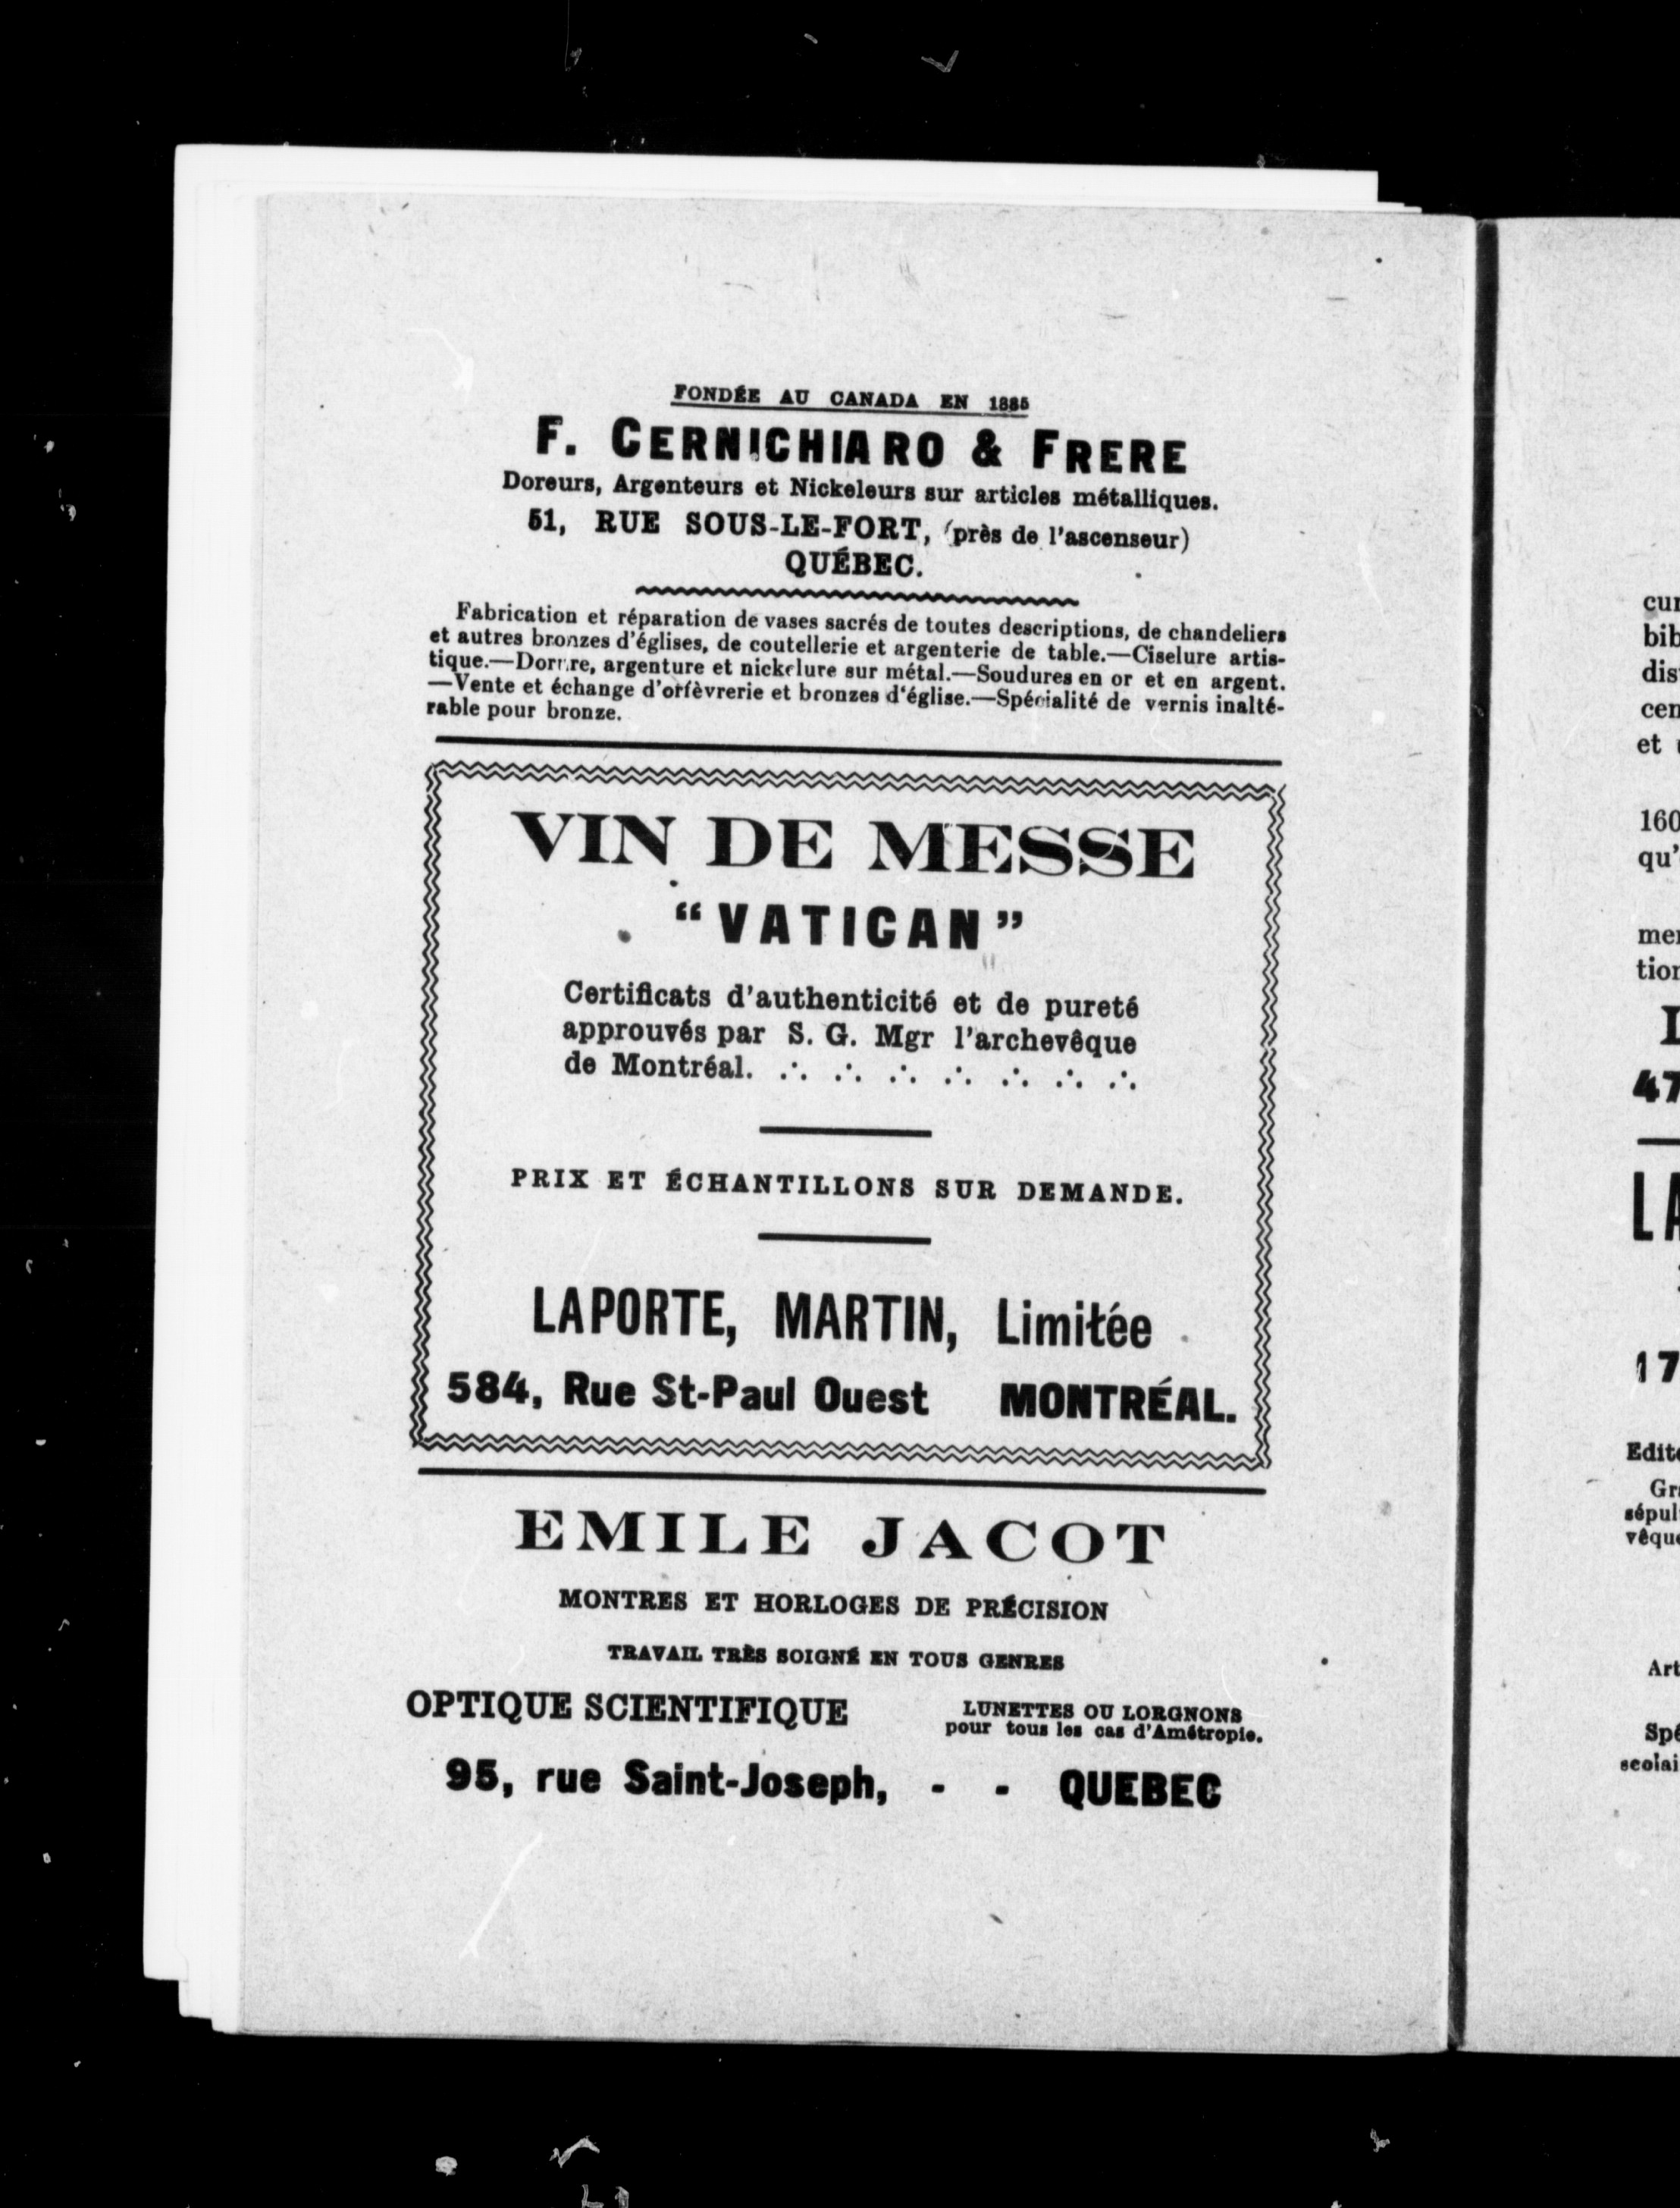 FONDÉE AU CANADA EN 1885
F. CERNICHIARO & FRERE
Doreurs, Argenteurs et Nickeleurs sur articles métalliques.
51, RUE SOUS-LE-FORT, (près de l'ascenseur)
QUÉBEC.
Fabrication et réparation de vases sacrés de toutes descriptions, de chandeliers
et autres bronzes d'églises, de coutellerie et argenterie de table.—Ciselure artis-
tique.—Dorure, argenture et nickelure sur métal.—Soudures en or et en argent.
—Vente et échange d'orfèvrerie et bronzes d'église.—Spécialité de vernis inalté-
rable pour bronze.
VIN DE MESSE
“VATICAN”
Certificats d'authenticité et de pureté
approuvés par S. G. Mgr l'archevêque
de Montréal. ∴ ∴ ∴ ∴ ∴ ∴ ∴
PRIX ET ÉCHANTILLONS SUR DEMANDE.
LAPORTE, MARTIN, Limitée
584, Rue St-Paul Ouest MONTRÉAL.
EMILE JACOT
MONTRES ET HORLOGES DE PRÉCISION
TRAVAIL TRÈS SOIGNÉ EN TOUS GENRES
OPTIQUE SCIENTIFIQUE
LUNETTES OU LORGNONS
pour tous les cas d'Amétropie.
95, rue Saint-Joseph, - - QUEBEC
et
160
qu'
47
LA
17